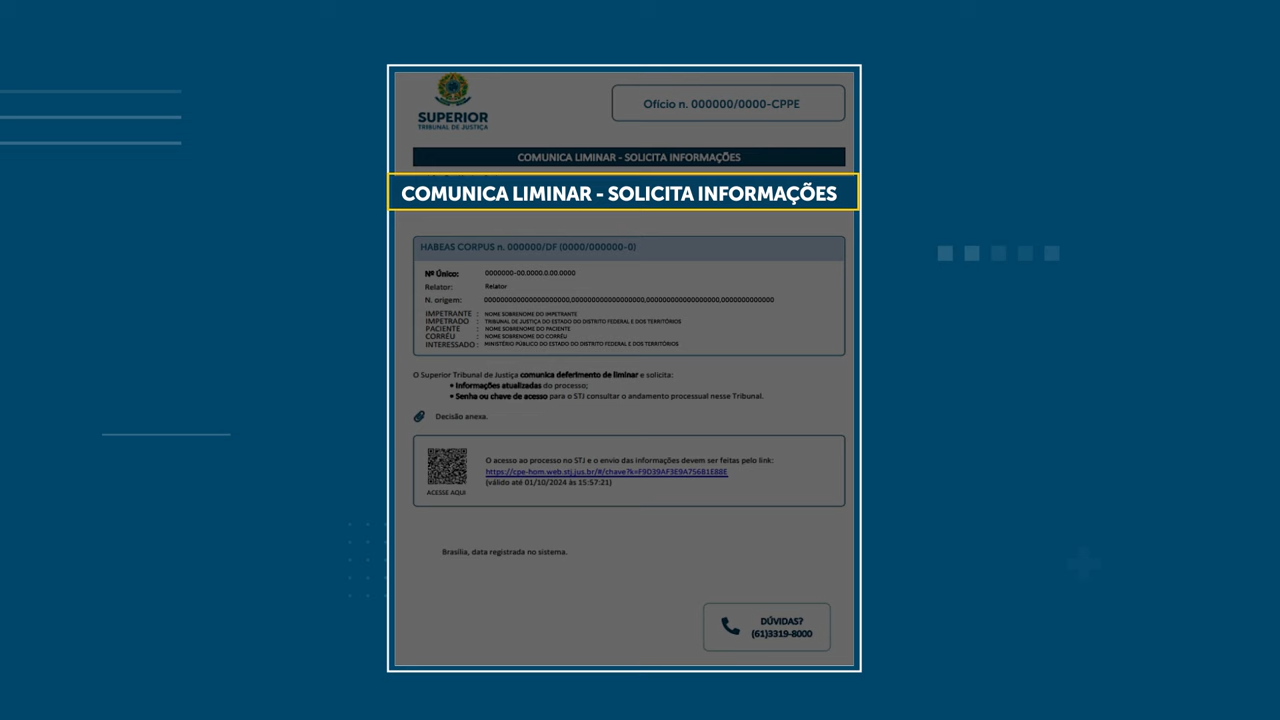 SUPERIOR
TRIBUNAL DE JUSTIÇA
Ofício n. 000000/0000-CPPE
COMUNICA LIMINAR - SOLICITA INFORMAÇÕES
COMUNICA LIMINAR - SOLICITA INFORMAÇÕES
HABEAS CORPUS n. 000000/DF (0000/000000-0)
Nº Único: 0000000-00.0000.0.00.0000
Relator: Relator
N. origem: 00000000000000000000,00000000000000000,00000000000000000,0000000000000
IMPETRANTE : NOME SOBRENOME DO IMPETRANTE
IMPETRADO : TRIBUNAL DE JUSTIÇA DO ESTADO DO DISTRITO FEDERAL E DOS TERRITÓRIOS
PACIENTE : NOME SOBRENOME DO PACIENTE
CORRÉU : NOME SOBRENOME DO CORRÉU
INTERESSADO : MINISTÉRIO PÚBLICO DO ESTADO DO DISTRITO FEDERAL E DOS TERRITÓRIOS
O Superior Tribunal de Justiça comunica deferimento de liminar e solicita:
• Informações atualizadas do processo;
• Senha ou chave de acesso para o STJ consultar o andamento processual nesse Tribunal.
Decisão anexa.
O acesso ao processo no STJ e o envio das informações devem ser feitas pelo link:
https://cpe-hom.web.stj.jus.br/#/chave?k=F9D39AF3E9A756B1E88E
(válido até 01/10/2024 às 15:57:21)
ACESSE AQUI
Brasília, data registrada no sistema.
DÚVIDAS?
(61)3319-8000